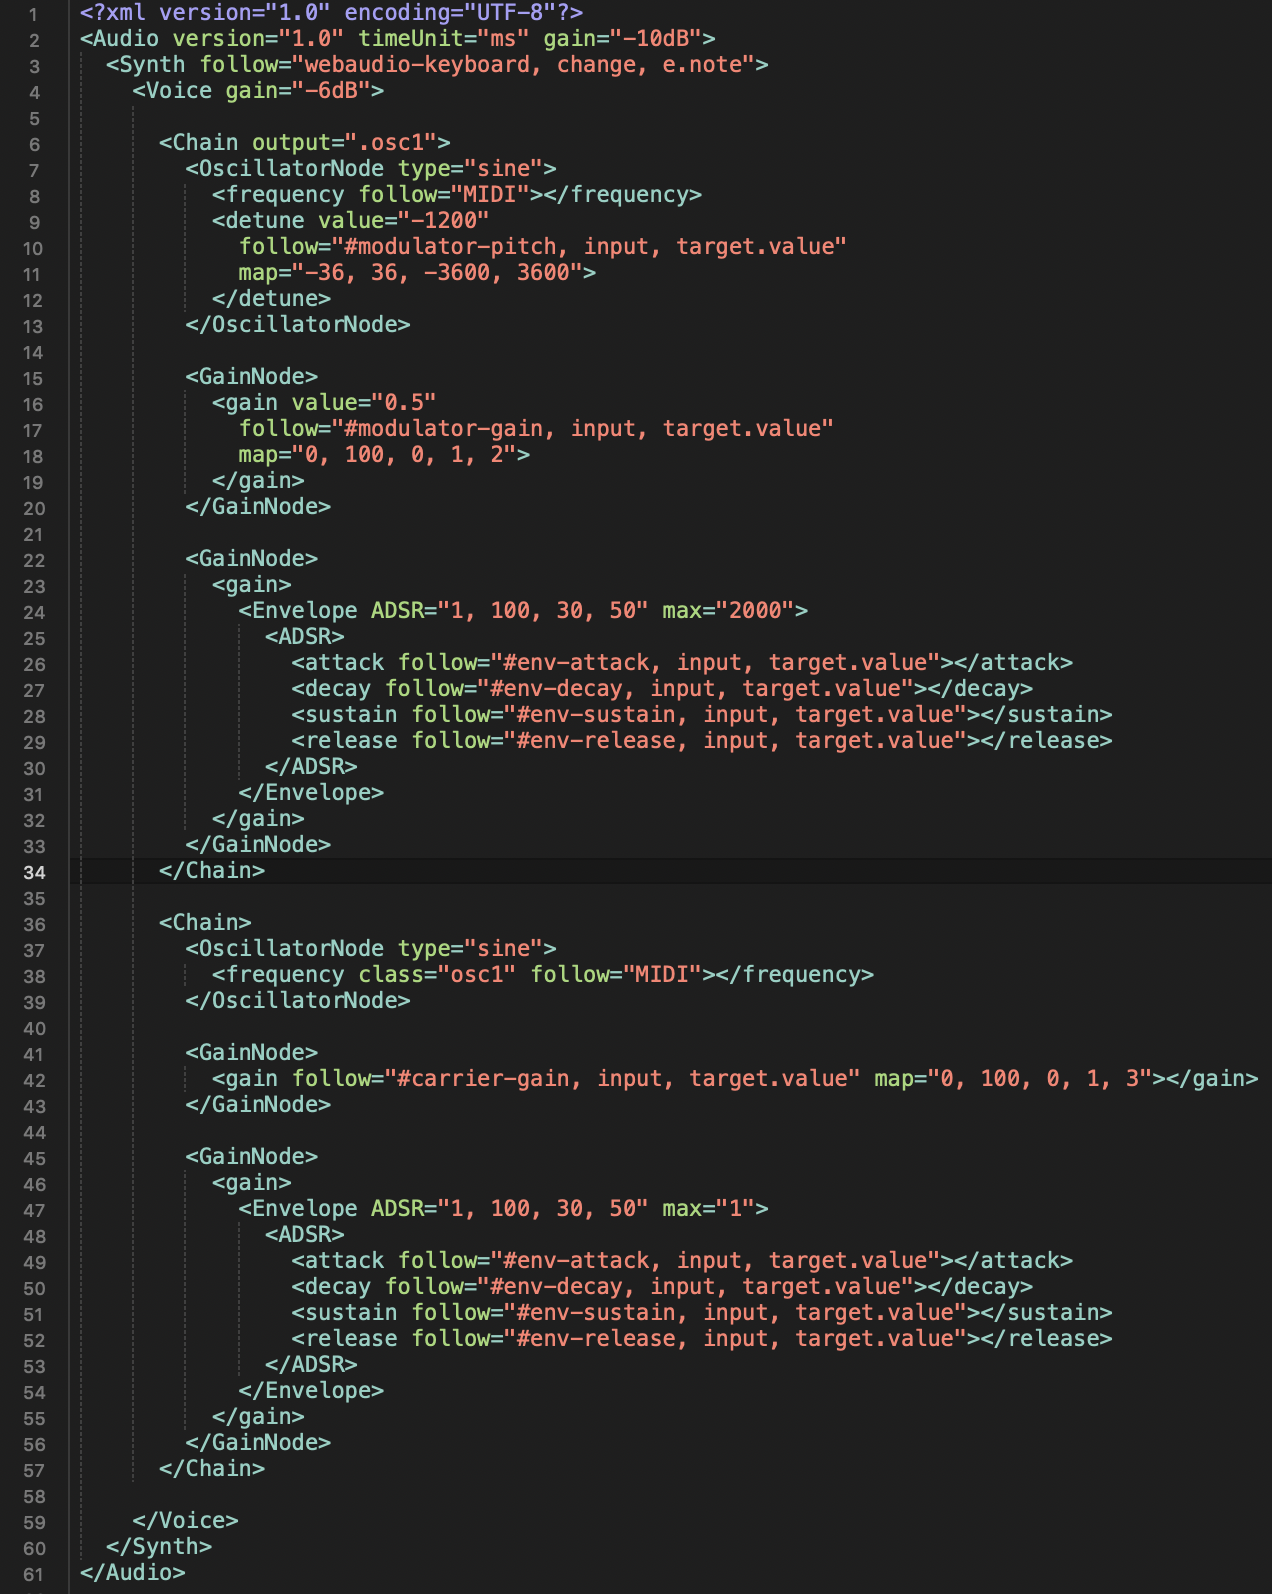 1 <?xml version="1.0" encoding="UTF-8"?>
2 <Audio version="1.0" timeUnit="ms" gain="-10dB">
3   <Synth follow="webaudio-keyboard, change, e.note">
4     <Voice gain="-6dB">
5
6       <Chain output=".osc1">
7         <OscillatorNode type="sine">
8           <frequency follow="MIDI"></frequency>
9           <detune value="-1200"
10             follow="#modulator-pitch, input, target.value"
11             map="-36, 36, -3600, 3600">
12           </detune>
13         </OscillatorNode>
14
15         <GainNode>
16           <gain value="0.5"
17             follow="#modulator-gain, input, target.value"
18             map="0, 100, 0, 1, 2">
19           </gain>
20         </GainNode>
21
22         <GainNode>
23           <gain>
24             <Envelope ADSR="1, 100, 30, 50" max="2000">
25               <ADSR>
26                 <attack follow="#env-attack, input, target.value"></attack>
27                 <decay follow="#env-decay, input, target.value"></decay>
28                 <sustain follow="#env-sustain, input, target.value"></sustain>
29                 <release follow="#env-release, input, target.value"></release>
30               </ADSR>
31             </Envelope>
32           </gain>
33         </GainNode>
34       </Chain>
35
36       <Chain>
37         <OscillatorNode type="sine">
38           <frequency class="osc1" follow="MIDI"></frequency>
39         </OscillatorNode>
40
41         <GainNode>
42           <gain follow="#carrier-gain, input, target.value" map="0, 100, 0, 1, 3"></gain>
43         </GainNode>
44
45         <GainNode>
46           <gain>
47             <Envelope ADSR="1, 100, 30, 50" max="1">
48               <ADSR>
49                 <attack follow="#env-attack, input, target.value"></attack>
50                 <decay follow="#env-decay, input, target.value"></decay>
51                 <sustain follow="#env-sustain, input, target.value"></sustain>
52                 <release follow="#env-release, input, target.value"></release>
53               </ADSR>
54             </Envelope>
55           </gain>
56         </GainNode>
57       </Chain>
58
59     </Voice>
60   </Synth>
61 </Audio>